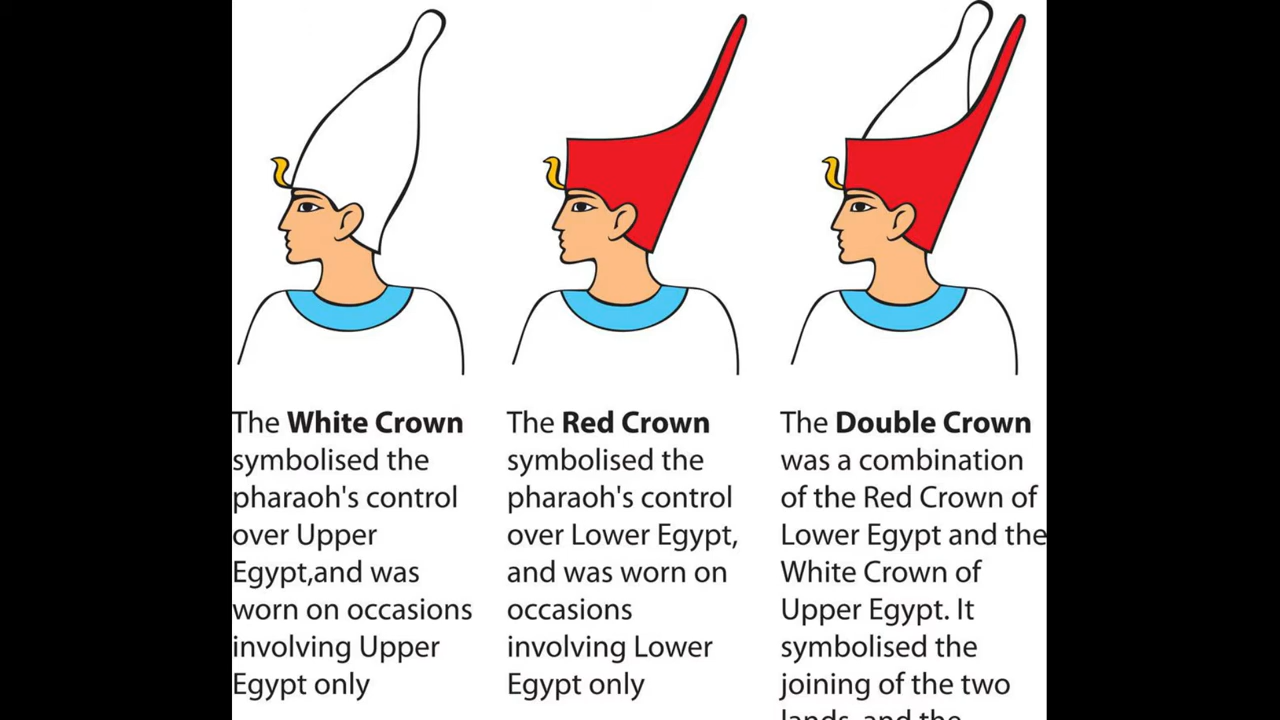 The White Crown
symbolised the
pharaoh's control
over Upper
Egypt,and was
worn on occasions
involving Upper
Egypt only
The Red Crown
symbolised the
pharaoh's control
over Lower Egypt,
and was worn on
occasions
involving Lower
Egypt only
The Double Crown
was a combination
of the Red Crown of
Lower Egypt and the
White Crown of
Upper Egypt. It
symbolised the
joining of the two
lands, and the